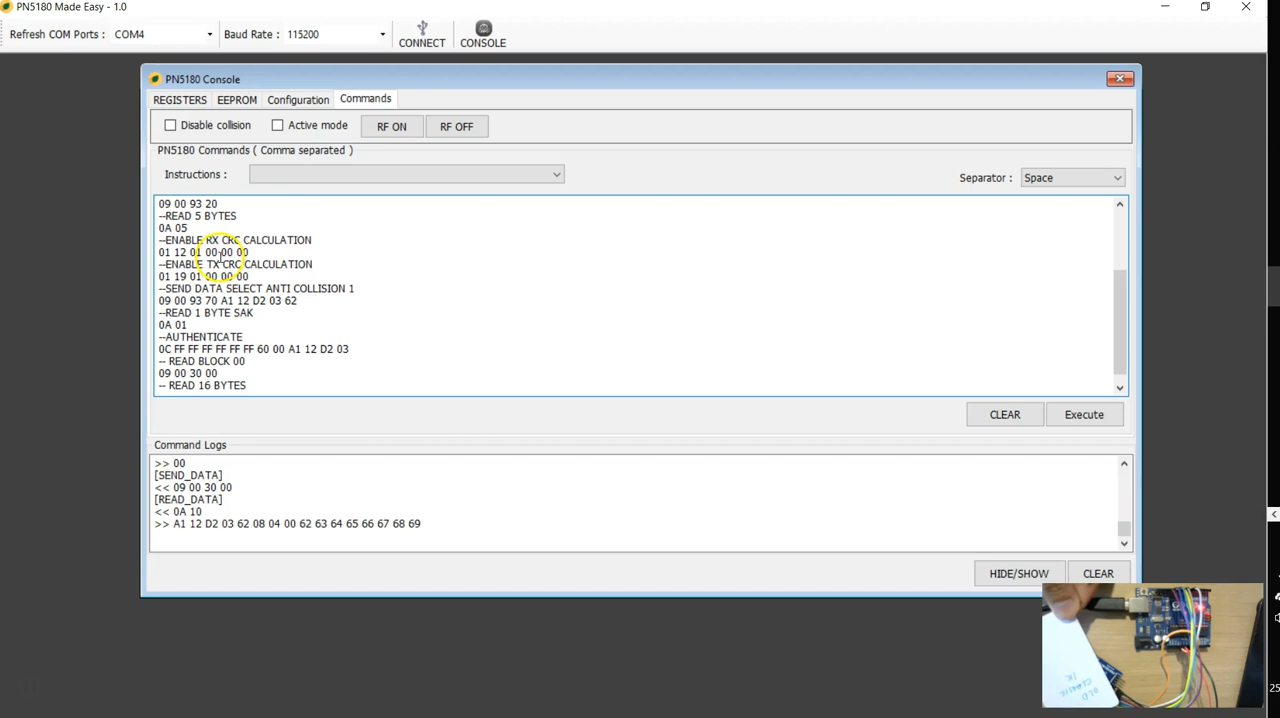 PN5180 Made Easy - 1.0
Refresh COM Ports : COM4 Baud Rate : 115200 CONNECT CONSOLE
PN5180 Console
REGISTERS EEPROM Configuration Commands
Disable collision Active mode RF ON RF OFF
PN5180 Commands ( Comma separated )
Instructions : Separator : Space
09 00 93 20
--READ 5 BYTES
0A 05
--ENABLE RX CRC CALCULATION
01 12 01 00 00 00
--ENABLE TX CRC CALCULATION
01 19 01 00 00 00
--SEND DATA SELECT ANTI COLLISION 1
09 00 93 70 A1 12 D2 03 62
--READ 1 BYTE SAK
0A 01
--AUTHENTICATE
0C FF FF FF FF FF FF 60 00 A1 12 D2 03
-- READ BLOCK 00
09 00 30 00
-- READ 16 BYTES
CLEAR Execute
Command Logs
>> 00
[SEND_DATA]
<< 09 00 30 00
[READ_DATA]
<< 0A 10
>> A1 12 D2 03 62 08 04 00 62 63 64 65 66 67 68 69
HIDE/SHOW CLEAR
OLD
CLASSIC
1K
25